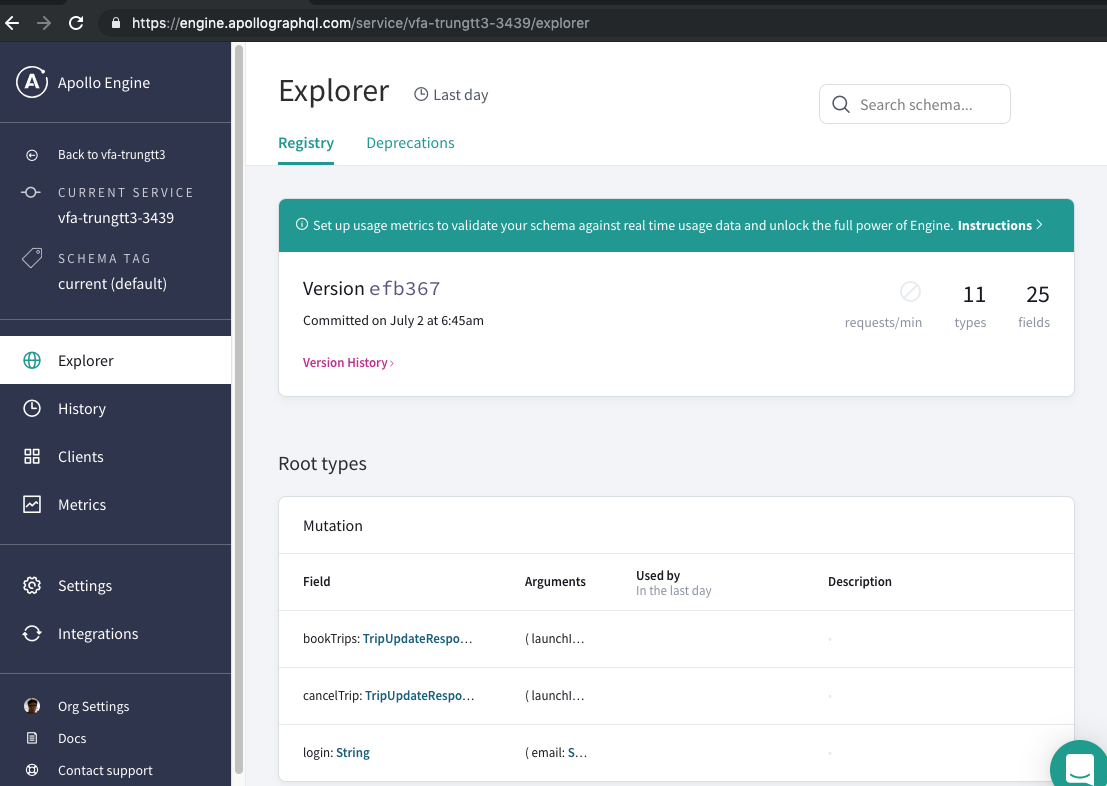 https://engine.apollographql.com/service/vfa-trungtt3-3439/explorer
Apollo Engine
Back to vfa-trungtt3
CURRENT SERVICE
vfa-trungtt3-3439
SCHEMA TAG
current (default)
Explorer
History
Clients
Metrics
Settings
Integrations
Org Settings
Docs
Contact support
Explorer
Last day
Search schema...
Registry
Deprecations
Set up usage metrics to validate your schema against real time usage data and unlock the full power of Engine. Instructions >
Version efb367
Committed on July 2 at 6:45am
Version History ›
requests/min
11
types
25
fields
Root types
Mutation
Field
Arguments
Used by
In the last day
Description
bookTrips: TripUpdateRespo…
( launchI…
cancelTrip: TripUpdateRespo…
( launchI…
login: String
( email: S…